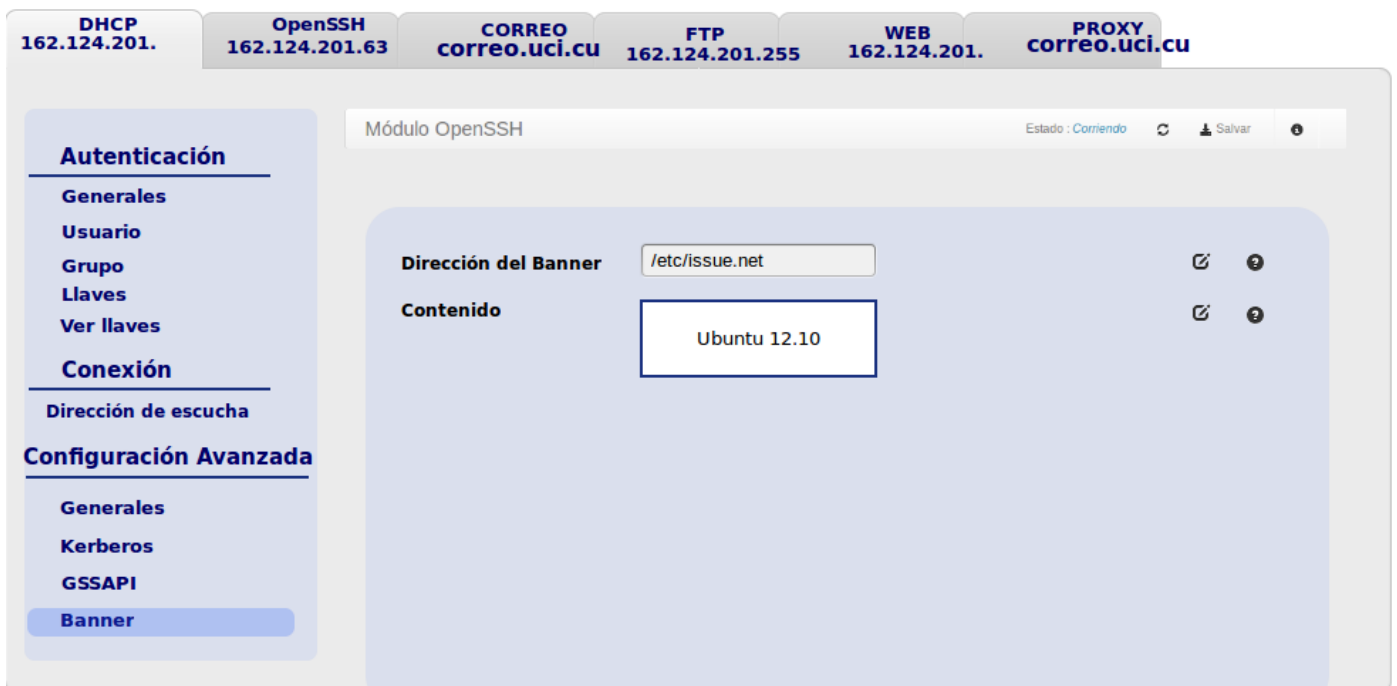 DHCP
162.124.201.
OpenSSH
162.124.201.63
CORREO
correo.uci.cu
FTP
162.124.201.255
WEB
162.124.201.
PROXY
correo.uci.cu
Autenticación
Generales
Usuario
Grupo
Llaves
Ver llaves
Conexión
Dirección de escucha
Configuración Avanzada
Generales
Kerberos
GSSAPI
Banner
Módulo OpenSSH
Estado : Corriendo
Salvar
Dirección del Banner
/etc/issue.net
Contenido
Ubuntu 12.10